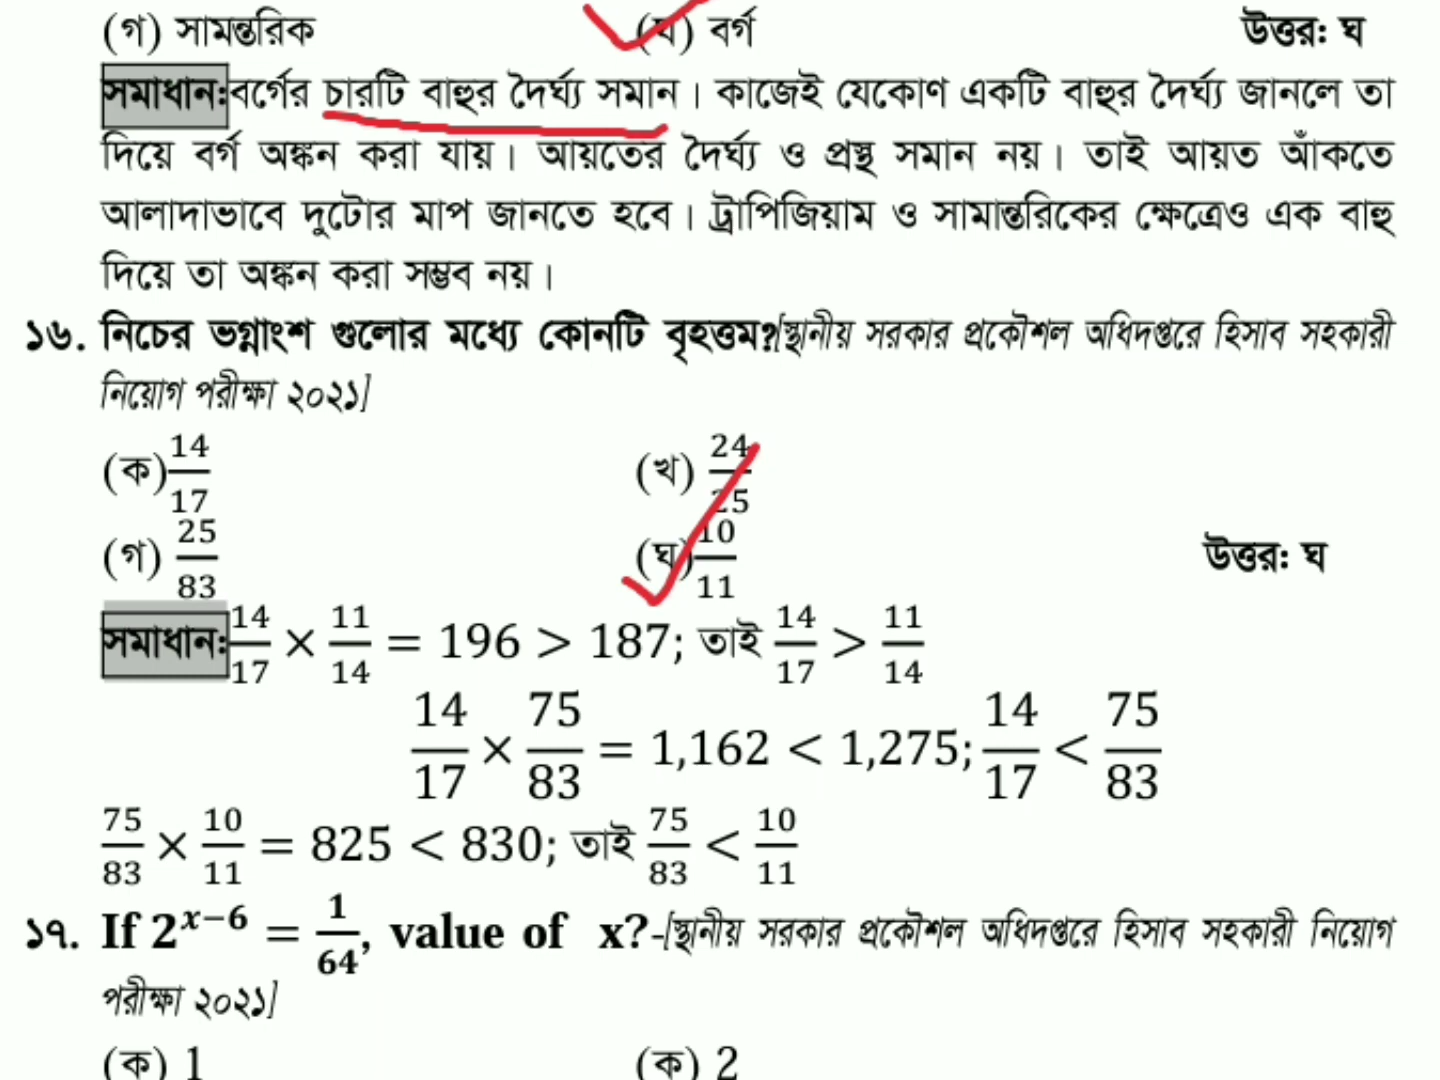 (গ) সামন্তরিক (ঘ) বর্গ উত্তর: ঘ
সমাধান:বর্গের চারটি বাহুর দৈর্ঘ্য সমান। কাজেই যেকোণ একটি বাহুর দৈর্ঘ্য জানলে তা
দিয়ে বর্গ অঙ্কন করা যায়। আয়তের দৈর্ঘ্য ও প্রস্থ সমান নয়। তাই আয়ত আঁকতে
আলাদাভাবে দুটোর মাপ জানতে হবে। ট্রাপিজিয়াম ও সামান্তরিকের ক্ষেত্রেও এক বাহু
দিয়ে তা অঙ্কন করা সম্ভব নয়।
১৬. নিচের ভগ্নাংশ গুলোর মধ্যে কোনটি বৃহত্তম?[স্থানীয় সরকার প্রকৌশল অধিদপ্তরে হিসাব সহকারী
নিয়োগ পরীক্ষা ২০২১]
(ক) 14/17 (খ) 24/25
(গ) 25/83 (ঘ) 10/11 উত্তর: ঘ
সমাধান: 14/17 × 11/14 = 196 > 187; তাই 14/17 > 11/14
14/17 × 75/83 = 1,162 < 1,275; 14/17 < 75/83
75/83 × 10/11 = 825 < 830; তাই 75/83 < 10/11
১৭. If 2^(x−6) = 1/64, value of x?-[স্থানীয় সরকার প্রকৌশল অধিদপ্তরে হিসাব সহকারী নিয়োগ
পরীক্ষা ২০২১]
(ক) 1 (ক) 2